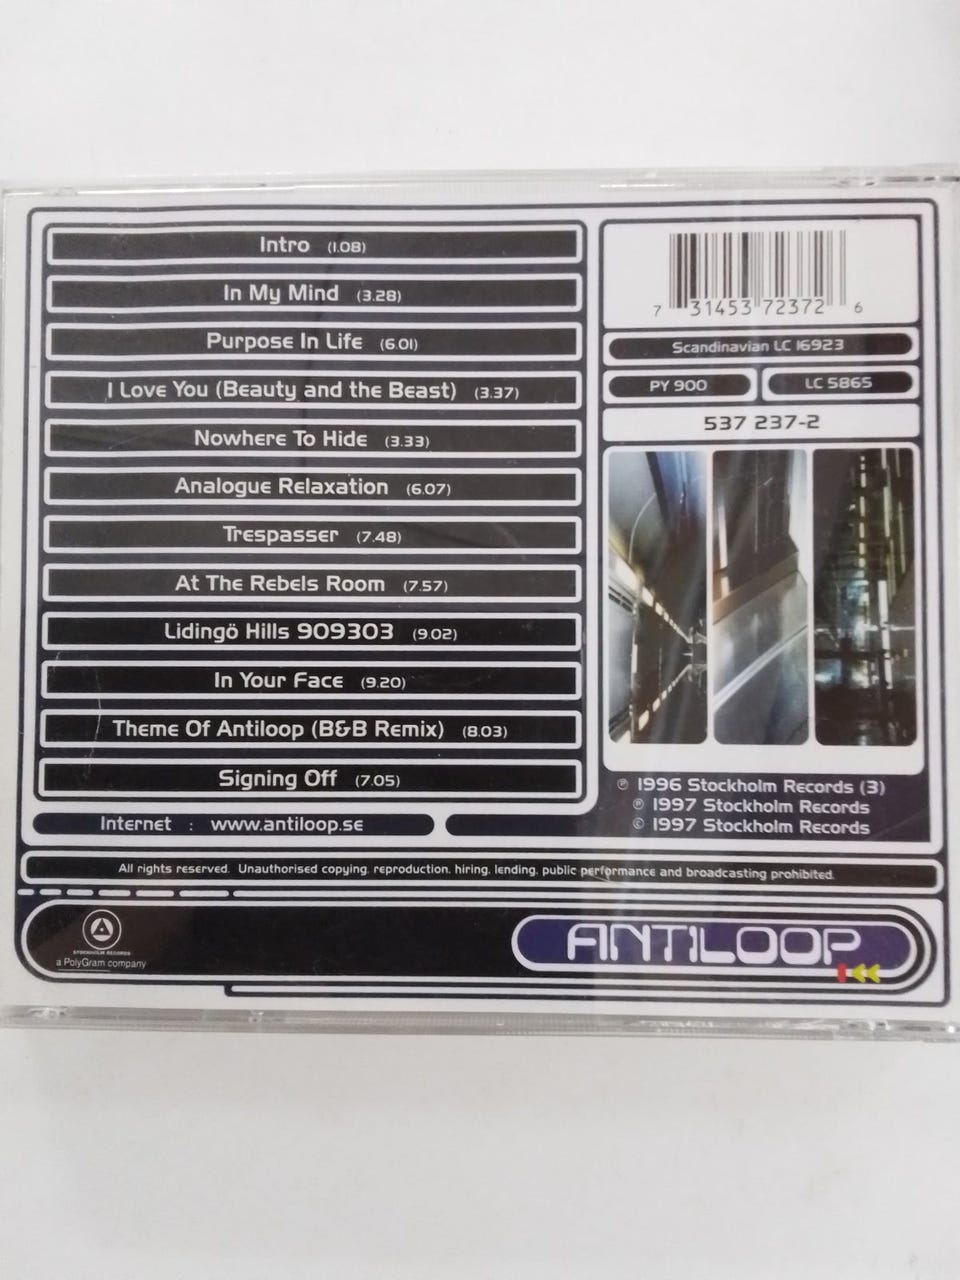 Intro (1.08)
In My Mind (3.28)
Purpose In Life (6.01)
I Love You (Beauty and the Beast) (3.37)
Nowhere To Hide (3.33)
Analogue Relaxation (6.07)
Trespasser (7.48)
At The Rebels Room (7.57)
Lidingö Hills 909303 (9.02)
In Your Face (9.20)
Theme Of Antiloop (B&B Remix) (8.03)
Signing Off (7.05)
Internet : www.antiloop.se
7 31453 72372 6
Scandinavian LC 16923
PY 900
LC 5865
537 237-2
℗ 1996 Stockholm Records (3)
℗ 1997 Stockholm Records
© 1997 Stockholm Records
All rights reserved. Unauthorised copying, reproduction, hiring, lending, public performance and broadcasting prohibited.
STOCKHOLM RECORDS
a PolyGram company
ANTILOOP